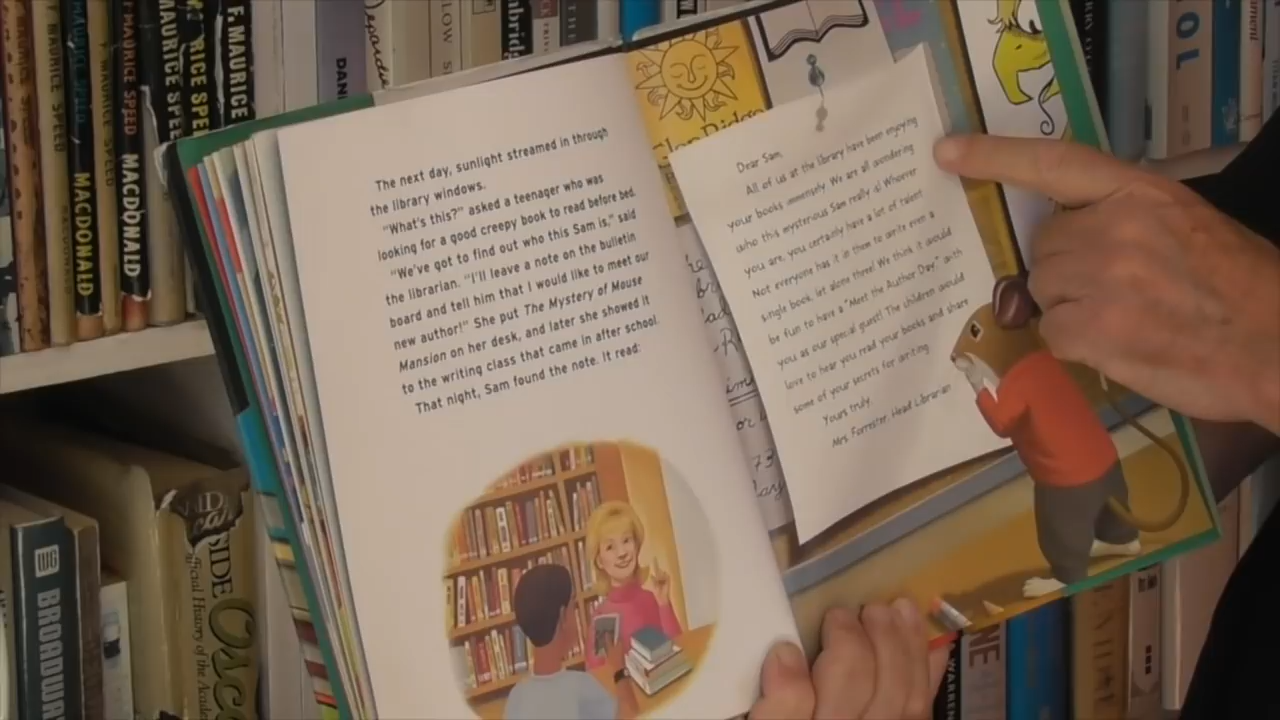 F. MAURICE
MAURICE SPEED
MACDONALD
MACDONALD
DANI
The next day, sunlight streamed in through
the library windows.
"What's this?" asked a teenager who was
looking for a good creepy book to read before bed.
"We've got to find out who this Sam is," said
the librarian. "I'll leave a note on the bulletin
board and tell him that I would like to meet our
new author!" She put The Mystery of Mouse
Mansion on her desk, and later she showed it
to the writing class that came in after school.
That night, Sam found the note. It read:
Dear Sam,
All of us at the library have been enjoying
your books immensely. We are all wondering
who this mysterious Sam really is! Whoever
you are, you certainly have a lot of talent.
Not everyone has it in them to write even a
single book, let alone three! We think it would
be fun to have a "Meet the Author Day," with
you as our special guest! The children would
love to hear you read your books and share
some of your secrets for writing.
Yours truly,
Mrs. Forrester, Head Librarian
BROADWAY
WARREN